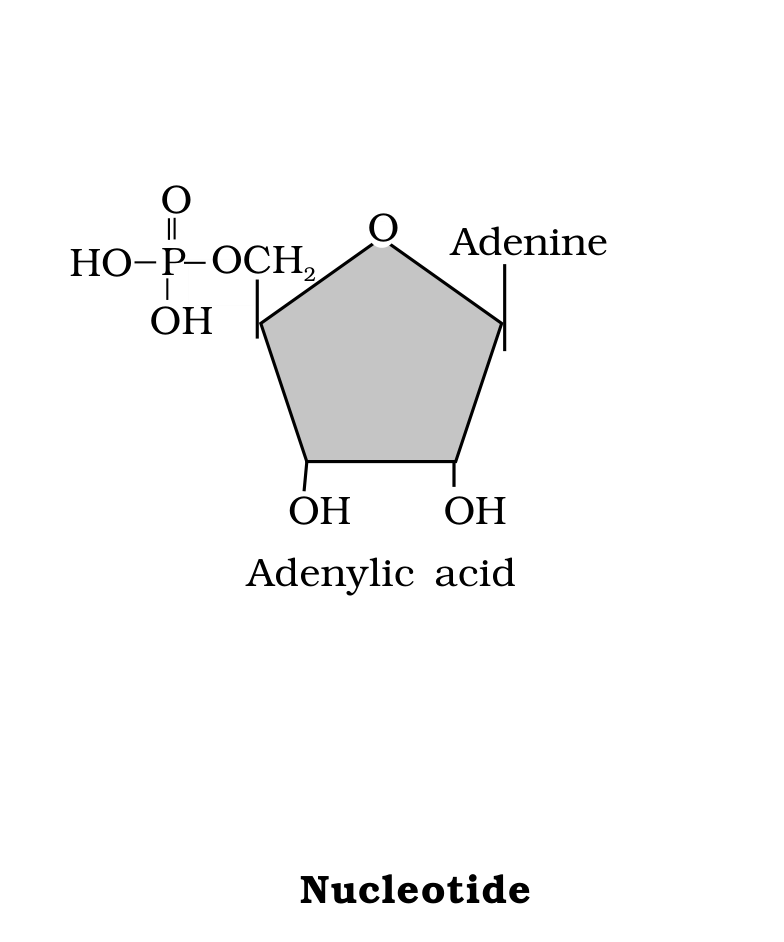 O
||
HO–P–OCH₂
|
OH
O
Adenine
OH OH
Adenylic acid
Nucleotide